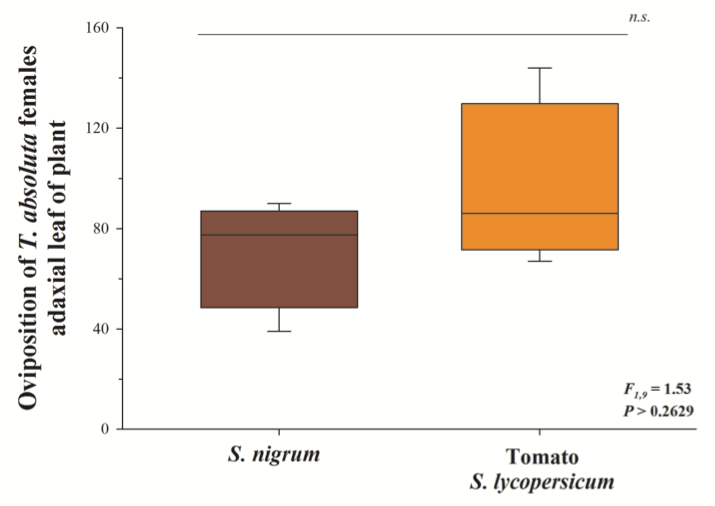 n.s.
160
120
80
40
0
Oviposition of T. absoluta females
adaxial leaf of plant
F1,9 = 1.53
P > 0.2629
S. nigrum
Tomato
S. lycopersicum